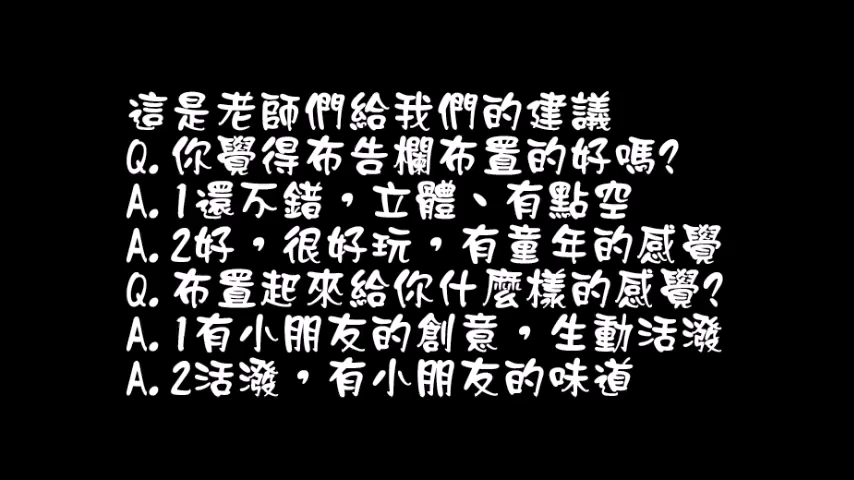 這是老師們給我們的建議
Q.你覺得布告欄布置的好嗎?
A.1還不錯，立體、有點空
A.2好，很好玩，有童年的感覺
Q.布置起來給你什麼樣的感覺?
A.1有小朋友的創意，生動活潑
A.2活潑，有小朋友的味道